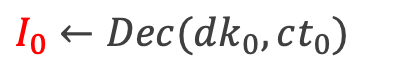 I₀ ← Dec(dk₀, ct₀)